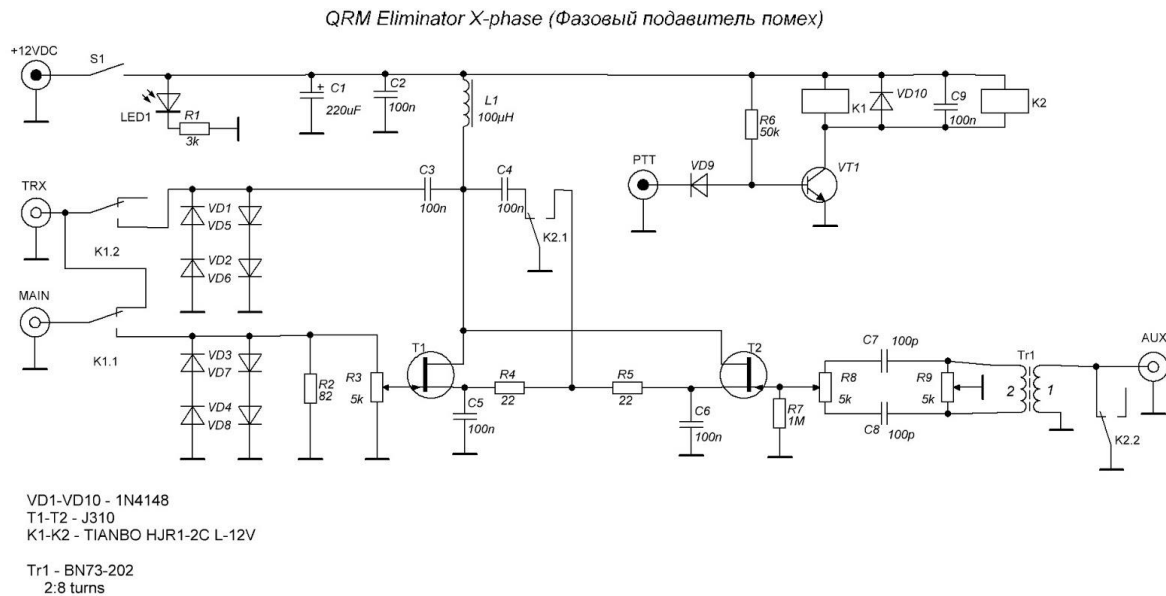 QRM Eliminator X-phase (Фазовый подавитель помех)
+12VDC
S1
LED1
R1
3k
+ C1
220uF
C2
100n
L1
100µH
R6
50k
K1
VD10
C9
100n
K2
PTT
VD9
VT1
TRX
K1.2
VD1
VD5
VD2
VD6
C3
100n
C4
100n
K2.1
MAIN
K1.1
VD3
VD7
VD4
VD8
R2
82
R3
5k
T1
C5
100n
R4
22
R5
22
C6
100n
T2
R7
1M
R8
5k
C7
100p
C8
100p
R9
5k
Tr1
2
1
AUX
K2.2
VD1-VD10 - 1N4148
T1-T2 - J310
K1-K2 - TIANBO HJR1-2C L-12V
Tr1 - BN73-202
2:8 turns